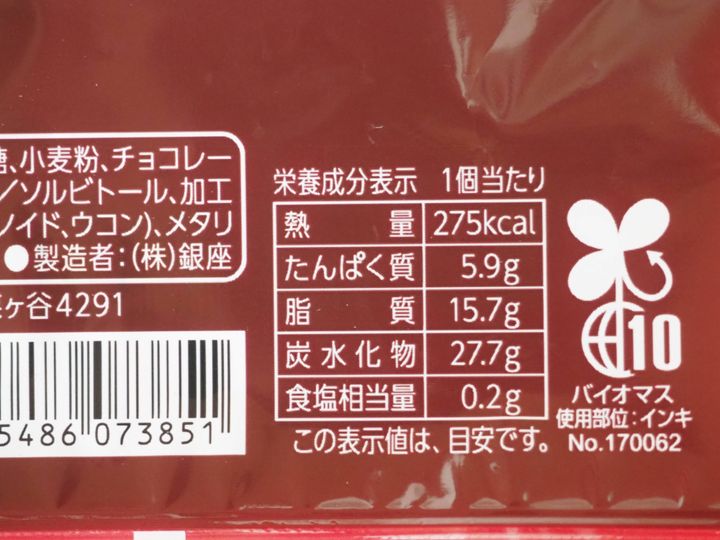 糖、小麦粉、チョコレー
／ソルビトール、加工
ノイド、ウコン)、メタリ
●製造者：(株)銀座
ヶ谷4291
5486 073851
栄養成分表示 1個当たり
熱量 275kcal
たんぱく質 5.9g
脂質 15.7g
炭水化物 27.7g
食塩相当量 0.2g
この表示値は、目安です。
10
バイオマス
使用部位：インキ
No.170062